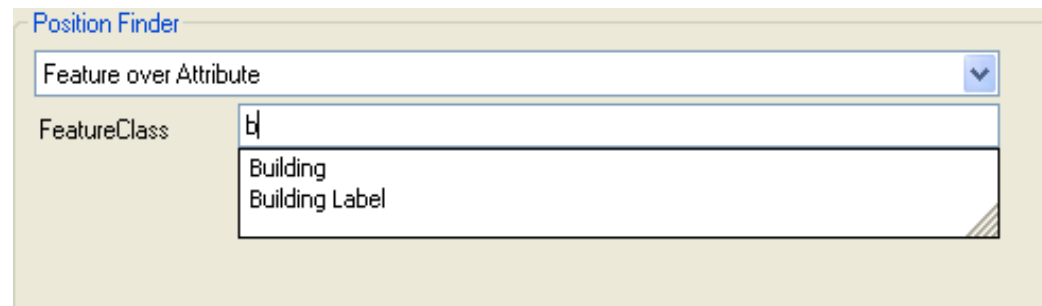 Position Finder
Feature over Attribute
FeatureClass b
Building
Building Label